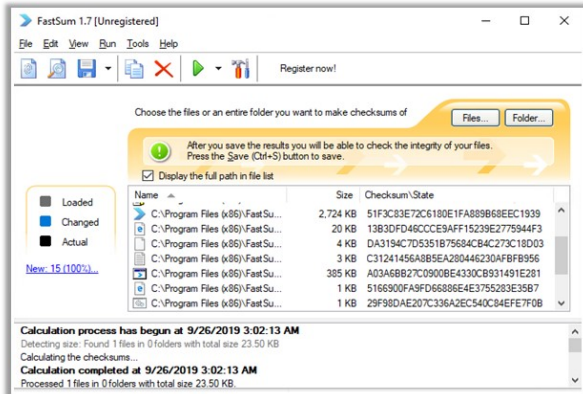 FastSum 1.7 [Unregistered]
File Edit View Run Tools Help
Register now!
Choose the files or an entire folder you want to make checksums of
Files... Folder...
After you save the results you will be able to check the integrity of your files.
Press the Save (Ctrl+S) button to save.
Display the full path in file list
Name Size Checksum\State
C:\Program Files (x86)\FastSu... 2,724 KB 51F3C83E72C6180E1FA889B68EEC1939
C:\Program Files (x86)\FastSu... 20 KB 13B3DFD46CCCE9AFF15239E2775944F3
C:\Program Files (x86)\FastSu... 4 KB DA3194C7D5351B75684CB4C273C18D03
C:\Program Files (x86)\FastSu... 3 KB C31241456A8B5EA280446230AFBFB956
C:\Program Files (x86)\FastSu... 385 KB A03A6BB27C0900BE4330CB931491E281
C:\Program Files (x86)\FastSu... 1 KB 5166900FA9FD66886E4E3755283E35B7
C:\Program Files (x86)\FastSu... 1 KB 29F98DAE207C336A2EC540C84EFE7F0B
Loaded
Changed
Actual
New: 15 (100%)...
Calculation process has begun at 9/26/2019 3:02:13 AM
Detecting size: Found 1 files in 0 folders with total size 23.50 KB
Calculating the checksums...
Calculation completed at 9/26/2019 3:02:13 AM
Processed 1 files in 0 folders with total size 23.50 KB.